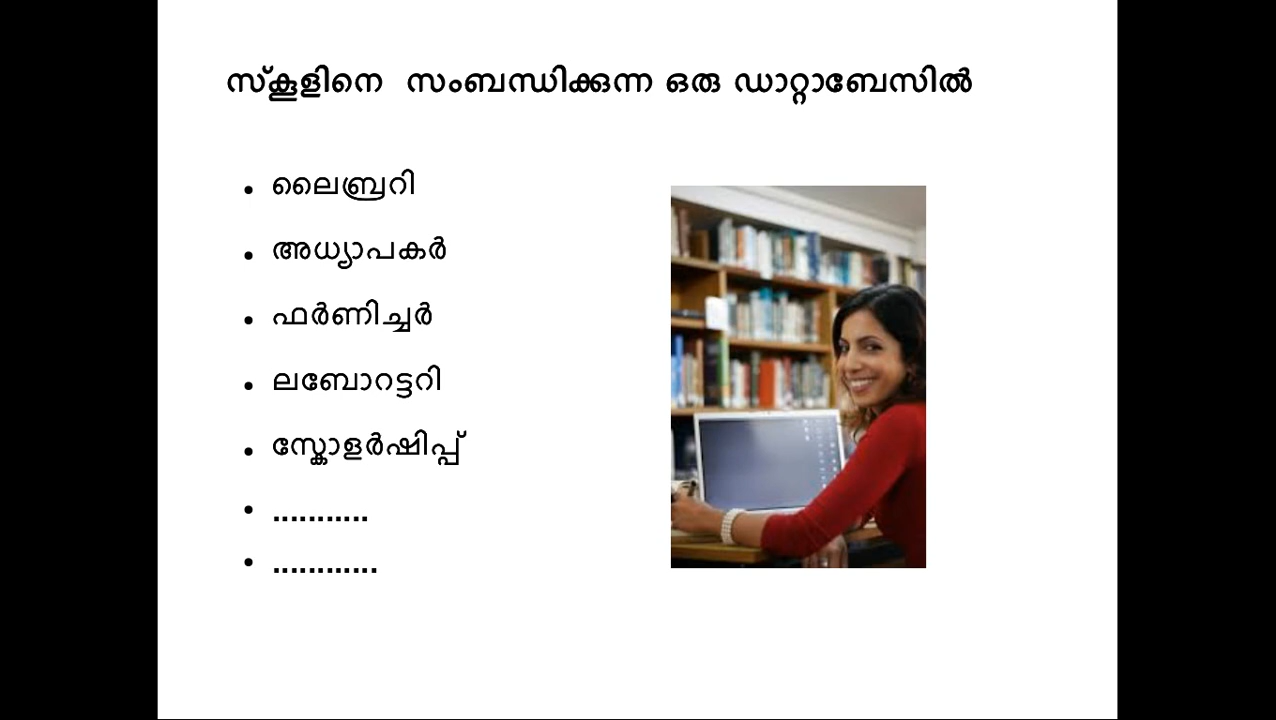 സ്കൂളിനെ സംബന്ധിക്കുന്ന ഒരു ഡാറ്റാബേസിൽ
• ലൈബ്രറി
• അധ്യാപകർ
• ഫർണിച്ചർ
• ലബോറട്ടറി
• സ്കോളർഷിപ്പ്
• ...........
• ............